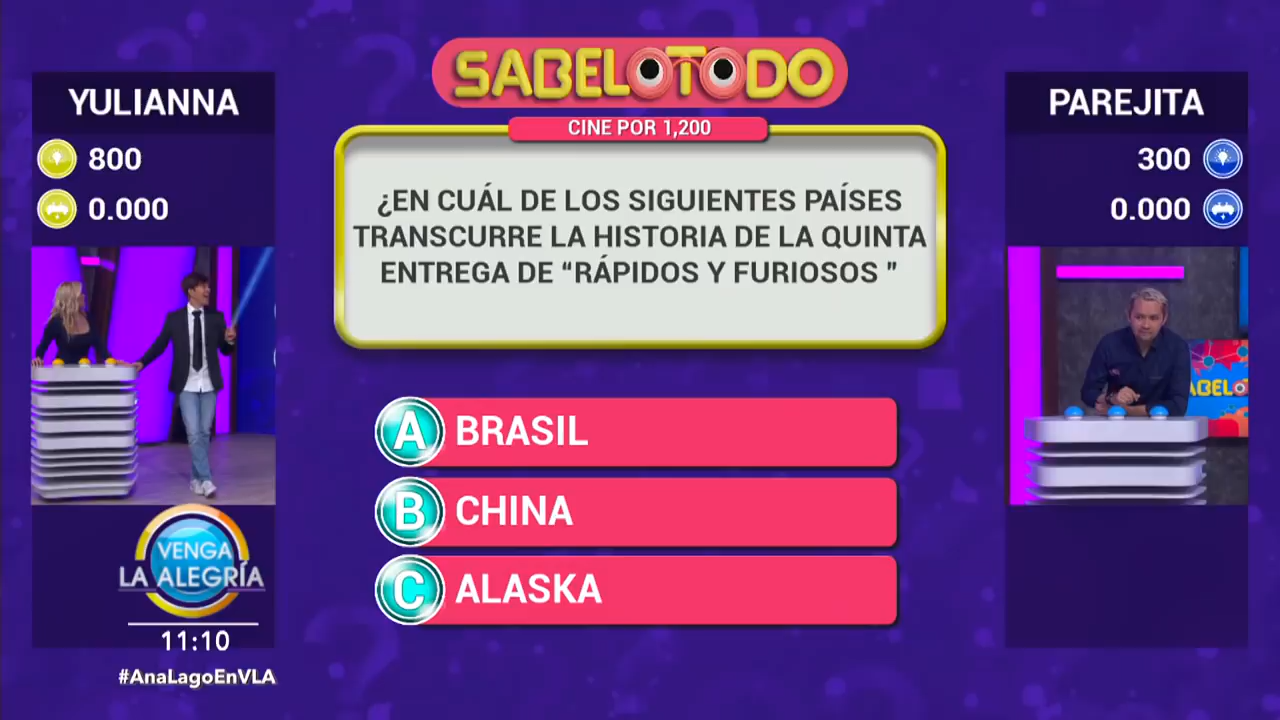 SABELOTODO
CINE POR 1,200
YULIANNA
800
0.000
PAREJITA
300
0.000
¿EN CUÁL DE LOS SIGUIENTES PAÍSES
TRANSCURRE LA HISTORIA DE LA QUINTA
ENTREGA DE “RÁPIDOS Y FURIOSOS ”
A BRASIL
B CHINA
C ALASKA
ABELO
VENGA
LA ALEGRÍA
11:10
#AnaLagoEnVLA